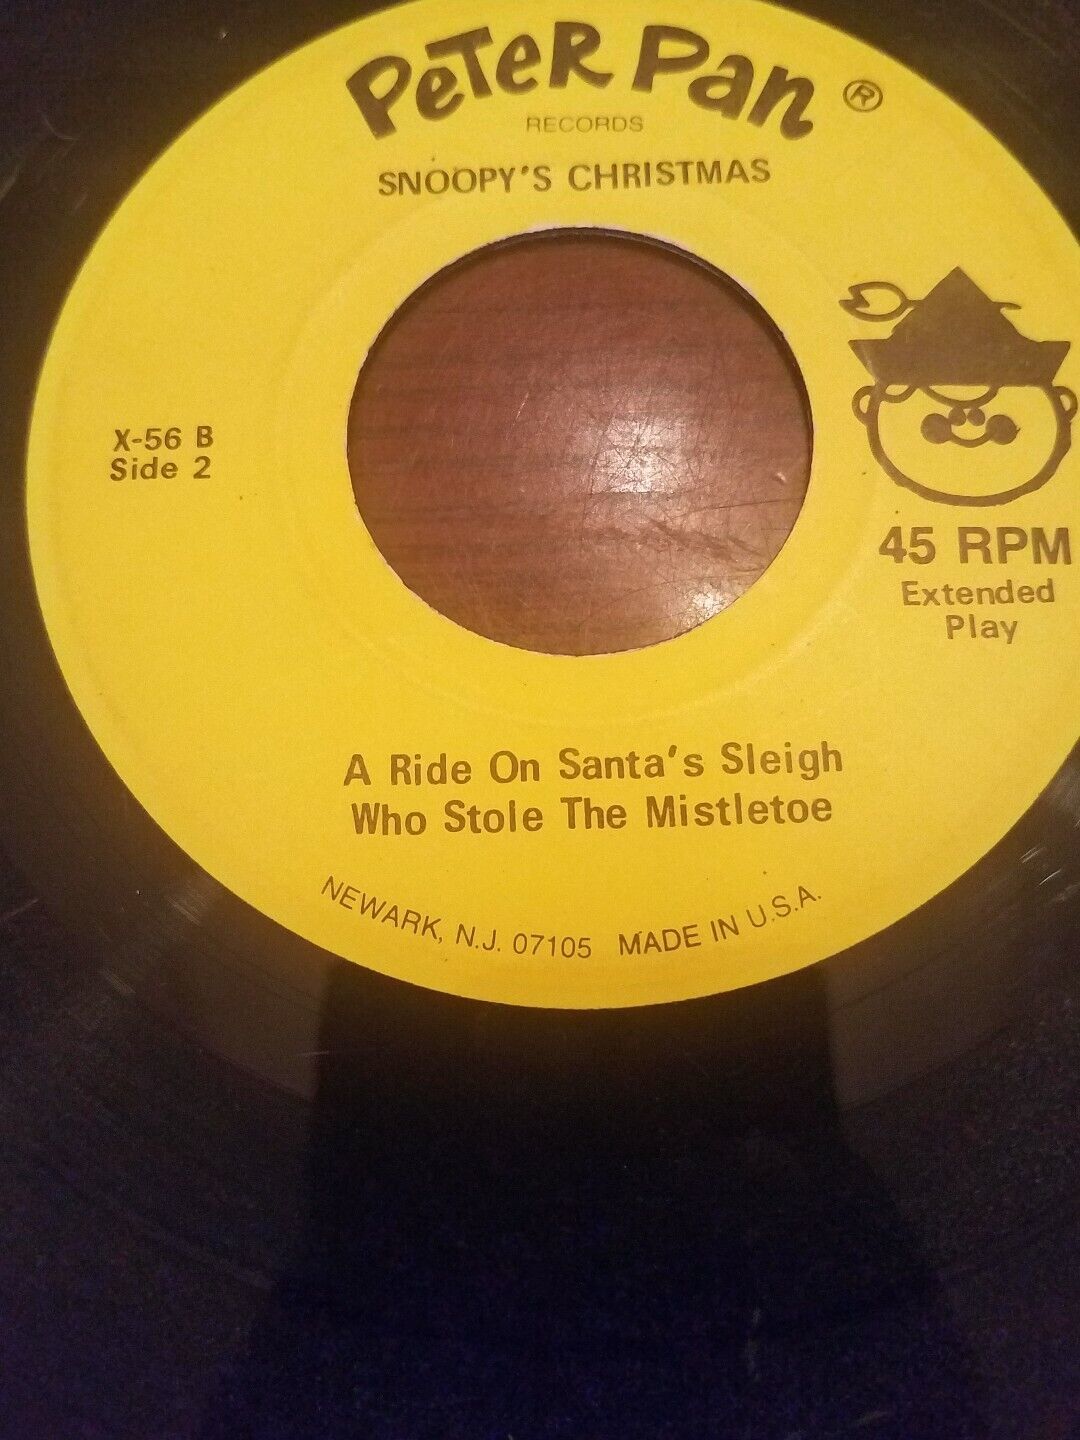 PETER PAN ®
RECORDS
SNOOPY'S CHRISTMAS
X-56 B
Side 2
45 RPM
Extended
Play
A Ride On Santa's Sleigh
Who Stole The Mistletoe
NEWARK, N.J. 07105 MADE IN U.S.A.